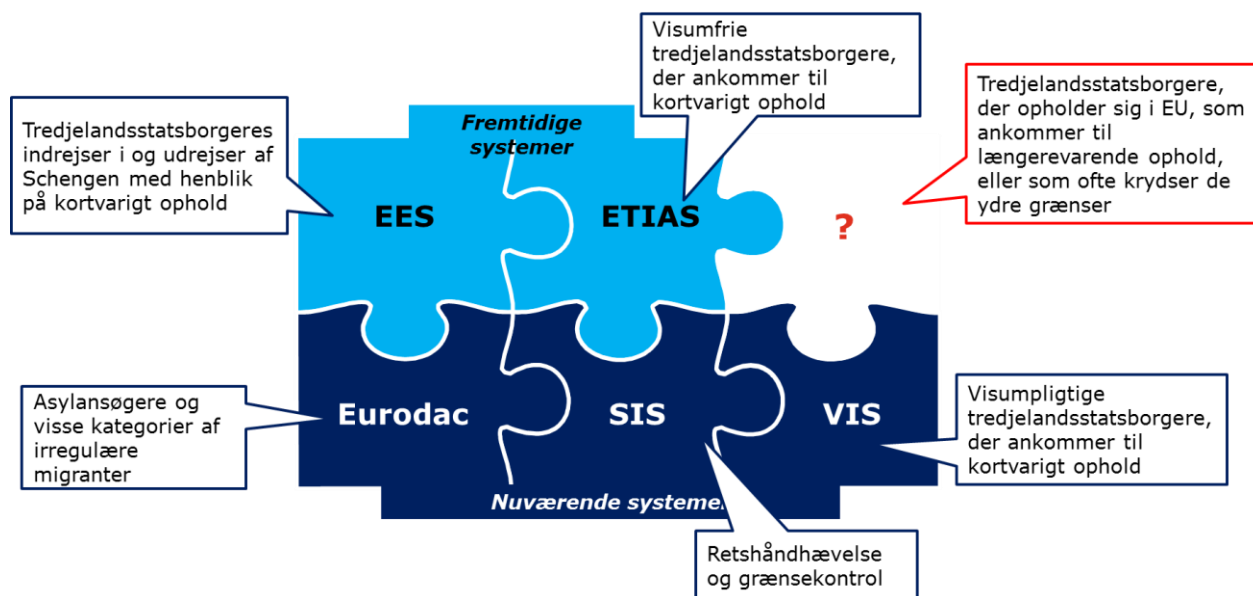 Visumfrie
tredjelandsstatsborgere,
der ankommer til
kortvarigt ophold
Tredjelandsstatsborgere,
der opholder sig i EU, som
ankommer til
længerevarende ophold,
eller som ofte krydser de
ydre grænser
Tredjelandsstatsborgeres
indrejser i og udrejser af
Schengen med henblik
på kortvarigt ophold
Fremtidige
systemer
EES
ETIAS
?
Asylansøgere og
visse kategorier af
irregulære
migranter
Eurodac
SIS
VIS
Visumpligtige
tredjelandsstatsborgere,
der ankommer til
kortvarigt ophold
Nuværende systemer
Retshåndhævelse
og grænsekontrol